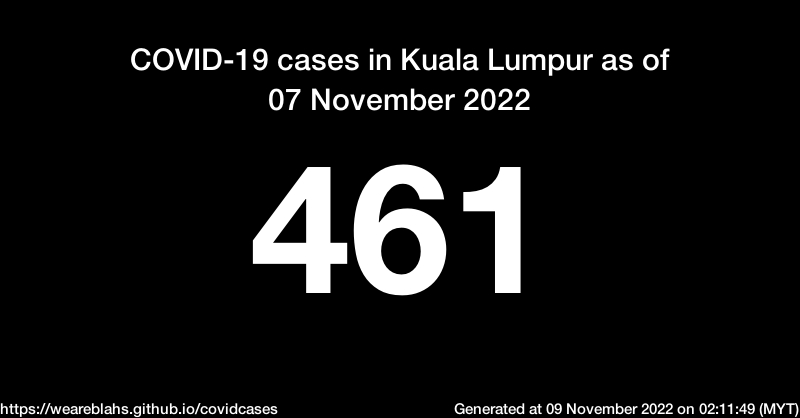 COVID-19 cases in Kuala Lumpur as of
07 November 2022
461
https://weareblahs.github.io/covidcases
Generated at 09 November 2022 on 02:11:49 (MYT)